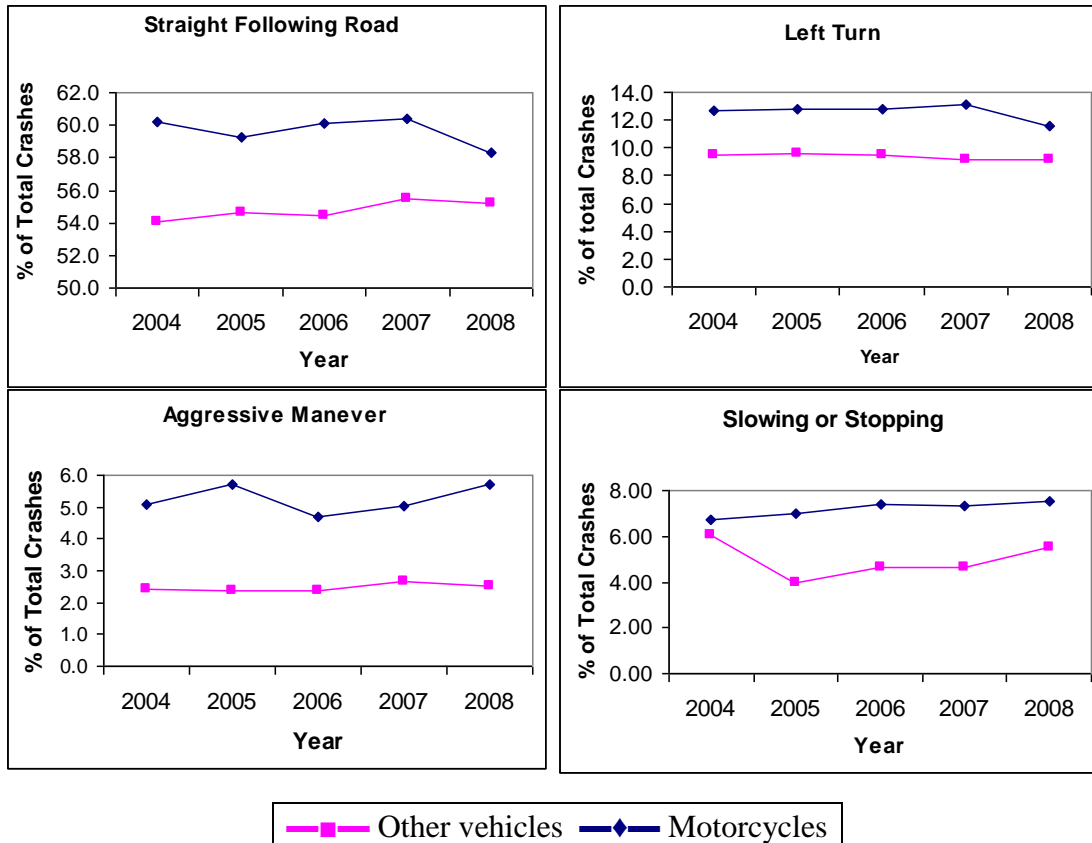 Straight Following Road
% of Total Crashes
62.0
60.0
58.0
56.0
54.0
52.0
50.0
2004 2005 2006 2007 2008
Year
Left Turn
% of total Crashes
14.0
12.0
10.0
8.0
6.0
4.0
2.0
0.0
2004 2005 2006 2007 2008
Year
Aggressive Manever
% of Total Crashes
6.0
5.0
4.0
3.0
2.0
1.0
0.0
2004 2005 2006 2007 2008
Year
Slowing or Stopping
% of Total Crashes
8.00
6.00
4.00
2.00
0.00
2004 2005 2006 2007 2008
Year
Other vehicles Motorcycles